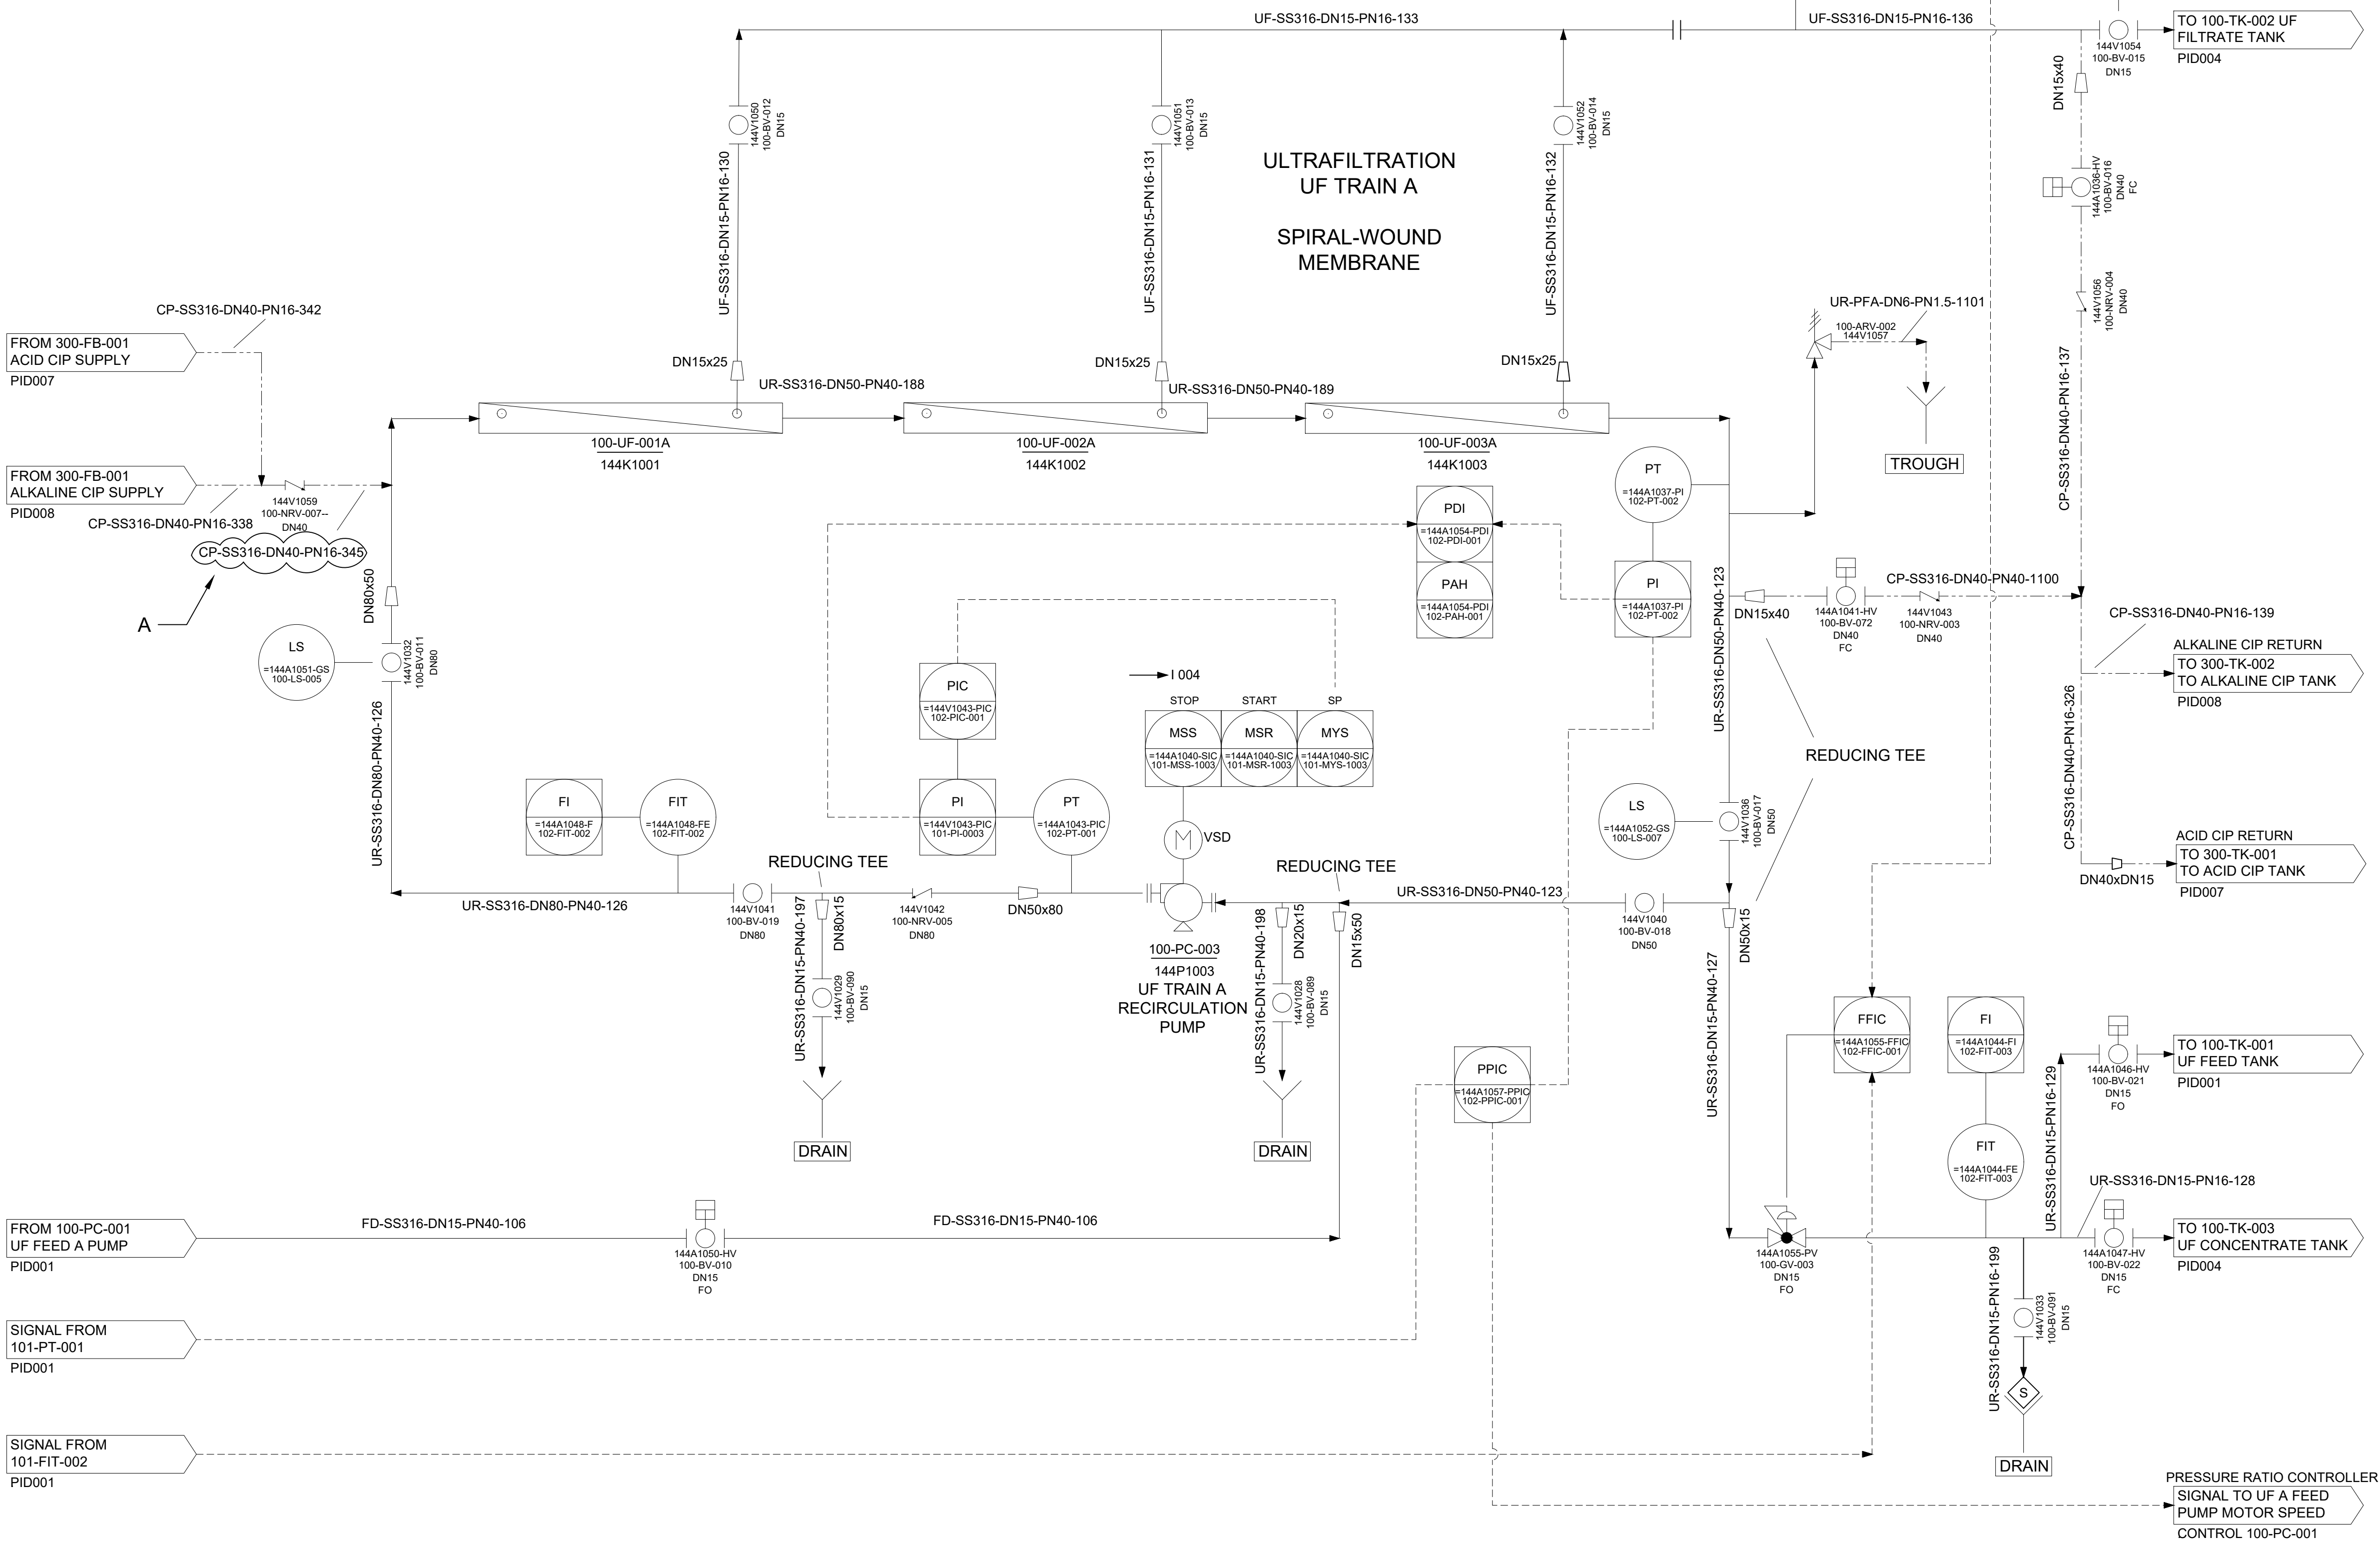 UF-SS316-DN15-PN16-133
UF-SS316-DN15-PN16-136
TO 100-TK-002 UF
FILTRATE TANK
PID004
144V1054
100-BV-015
DN15
DN15x40
144V1050
100-BV-012
DN15
144V1051
100-BV-013
DN15
144V1052
100-BV-014
DN15
UF-SS316-DN15-PN16-130
UF-SS316-DN15-PN16-131
UF-SS316-DN15-PN16-132
ULTRAFILTRATION
UF TRAIN A
SPIRAL-WOUND
MEMBRANE
144A1036-HV
100-BV-016
DN40
FC
144V1056
100-NRV-004
DN40
CP-SS316-DN40-PN16-137
CP-SS316-DN40-PN16-342
FROM 300-FB-001
ACID CIP SUPPLY
PID007
FROM 300-FB-001
ALKALINE CIP SUPPLY
PID008
CP-SS316-DN40-PN16-338
144V1059
100-NRV-007--
DN40
CP-SS316-DN40-PN16-345
A
DN15x25
DN15x25
DN15x25
UR-SS316-DN50-PN40-188
UR-SS316-DN50-PN40-189
100-UF-001A
144K1001
100-UF-002A
144K1002
100-UF-003A
144K1003
UR-PFA-DN6-PN1.5-1101
100-ARV-002
144V1057
TROUGH
PT
=144A1037-PI
102-PT-002
PDI
=144A1054-PDI
102-PDI-001
PAH
=144A1054-PDI
102-PAH-001
PI
=144A1037-PI
102-PT-002
UR-SS316-DN50-PN40-123
DN15x40
144A1041-HV
100-BV-072
DN40
FC
CP-SS316-DN40-PN40-1100
144V1043
100-NRV-003
DN40
CP-SS316-DN40-PN16-139
ALKALINE CIP RETURN
TO 300-TK-002
TO ALKALINE CIP TANK
PID008
CP-SS316-DN40-PN16-326
REDUCING TEE
ACID CIP RETURN
TO 300-TK-001
TO ACID CIP TANK
PID007
DN40xDN15
DN80x50
LS
=144A1051-GS
100-LS-005
144V1032
100-BV-011
DN80
UR-SS316-DN80-PN40-126
PIC
=144V1043-PIC
102-PIC-001
I 004
STOP
START
SP
MSS
=144A1040-SIC
101-MSS-1003
MSR
=144A1040-SIC
101-MSR-1003
MYS
=144A1040-SIC
101-MYS-1003
FI
=144A1048-F
102-FIT-002
FIT
=144A1048-FE
102-FIT-002
PI
=144V1043-PIC
101-PI-0003
PT
=144A1043-PIC
102-PT-001
M
VSD
LS
=144A1052-GS
100-LS-007
144V1036
100-BV-017
DN50
REDUCING TEE
REDUCING TEE
UR-SS316-DN80-PN40-126
144V1041
100-BV-019
DN80
144V1042
100-NRV-005
DN80
DN50x80
UR-SS316-DN50-PN40-123
144V1040
100-BV-018
DN50
DN50x15
UR-SS316-DN15-PN40-197
DN80x15
144V1029
100-BV-090
DN15
DRAIN
100-PC-003
144P1003
UF TRAIN A
RECIRCULATION
PUMP
UR-SS316-DN15-PN40-198
DN20x15
144V1028
100-BV-089
DN15
DRAIN
DN15x50
UR-SS316-DN15-PN40-127
PPIC
=144A1057-PPIC
102-PPIC-001
FFIC
=144A1055-FFIC
102-FFIC-001
FI
=144A1044-FI
102-FIT-003
FIT
=144A1044-FE
102-FIT-003
UR-SS316-DN15-PN16-129
144A1046-HV
100-BV-021
DN15
FO
TO 100-TK-001
UF FEED TANK
PID001
UR-SS316-DN15-PN16-128
TO 100-TK-003
UF CONCENTRATE TANK
PID004
144A1047-HV
100-BV-022
DN15
FC
144A1055-PV
100-GV-003
DN15
FO
UR-SS316-DN15-PN16-199
144V1033
100-BV-091
DN15
S
DRAIN
FROM 100-PC-001
UF FEED A PUMP
PID001
FD-SS316-DN15-PN40-106
144A1050-HV
100-BV-010
DN15
FO
FD-SS316-DN15-PN40-106
SIGNAL FROM
101-PT-001
PID001
SIGNAL FROM
101-FIT-002
PID001
PRESSURE RATIO CONTROLLER
SIGNAL TO UF A FEED
PUMP MOTOR SPEED
CONTROL 100-PC-001